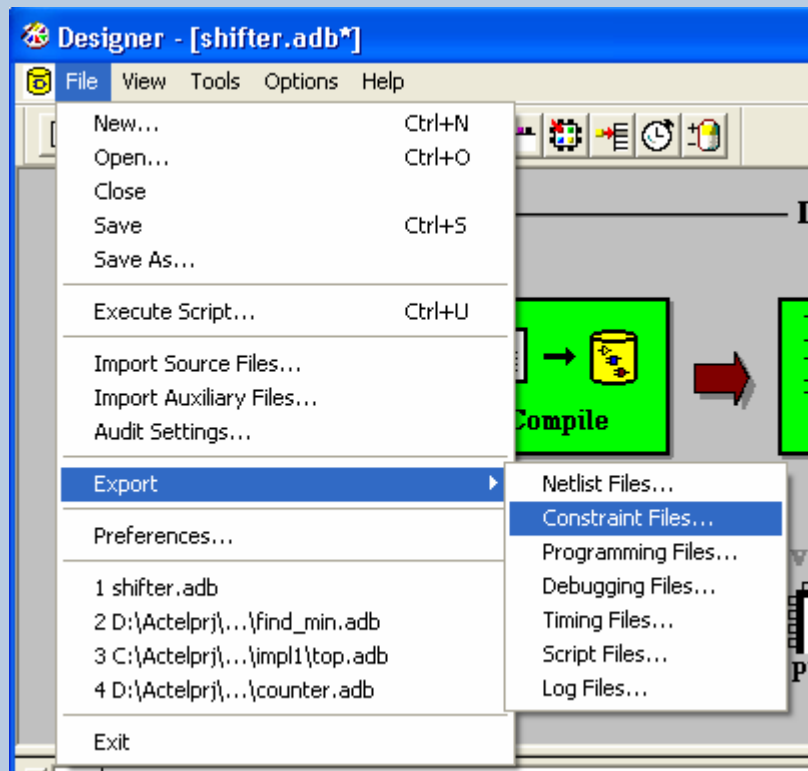 Designer - [shifter.adb*]
File View Tools Options Help
New... Ctrl+N
Open... Ctrl+O
Close
Save Ctrl+S
Save As...
Execute Script... Ctrl+U
Import Source Files...
Import Auxiliary Files...
Audit Settings...
Compile
Export
Netlist Files...
Constraint Files...
Programming Files...
Debugging Files...
Timing Files...
Script Files...
Log Files...
Preferences...
1 shifter.adb
2 D:\Actelprj\...\find_min.adb
3 C:\Actelprj\...\impl1\top.adb
4 D:\Actelprj\...\counter.adb
Exit